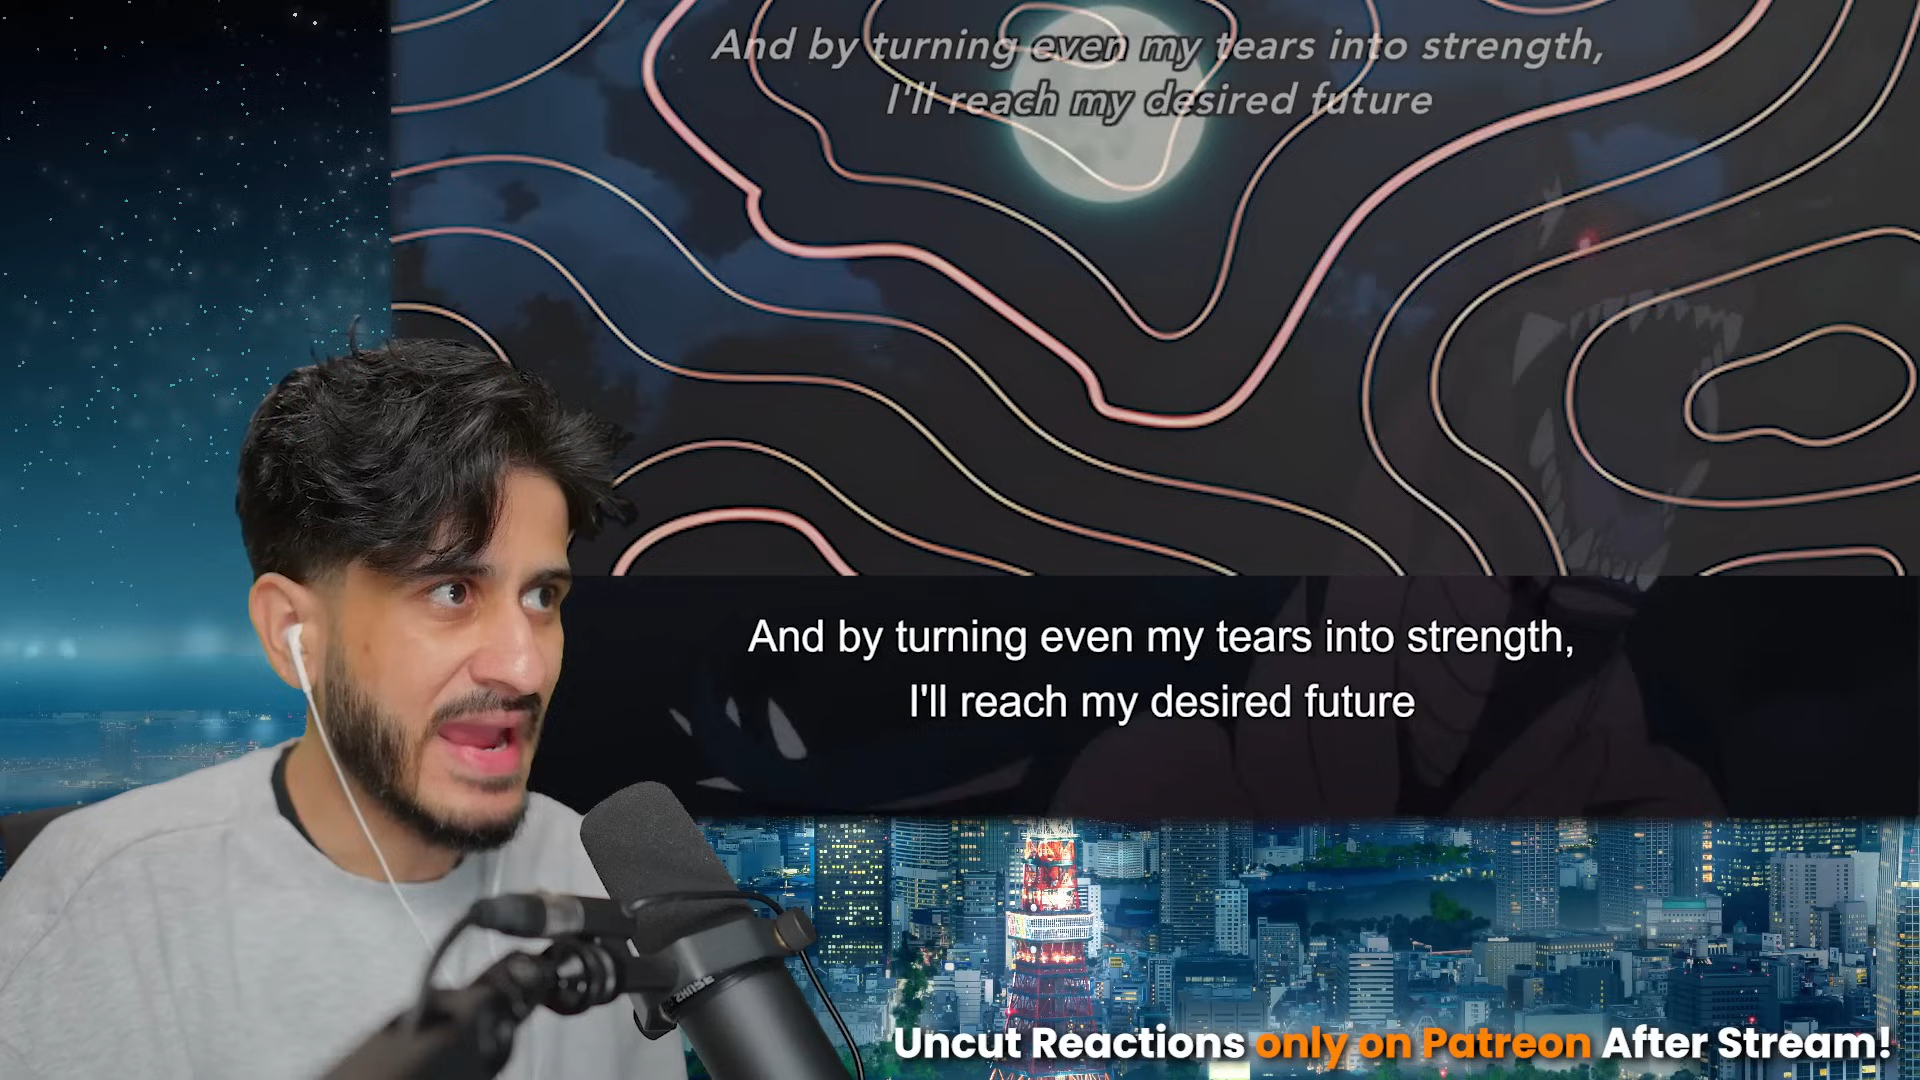 And by turning even my tears into strength,
I'll reach my desired future
And by turning even my tears into strength,
I'll reach my desired future
SHURE
Uncut Reactions only on Patreon After Stream!